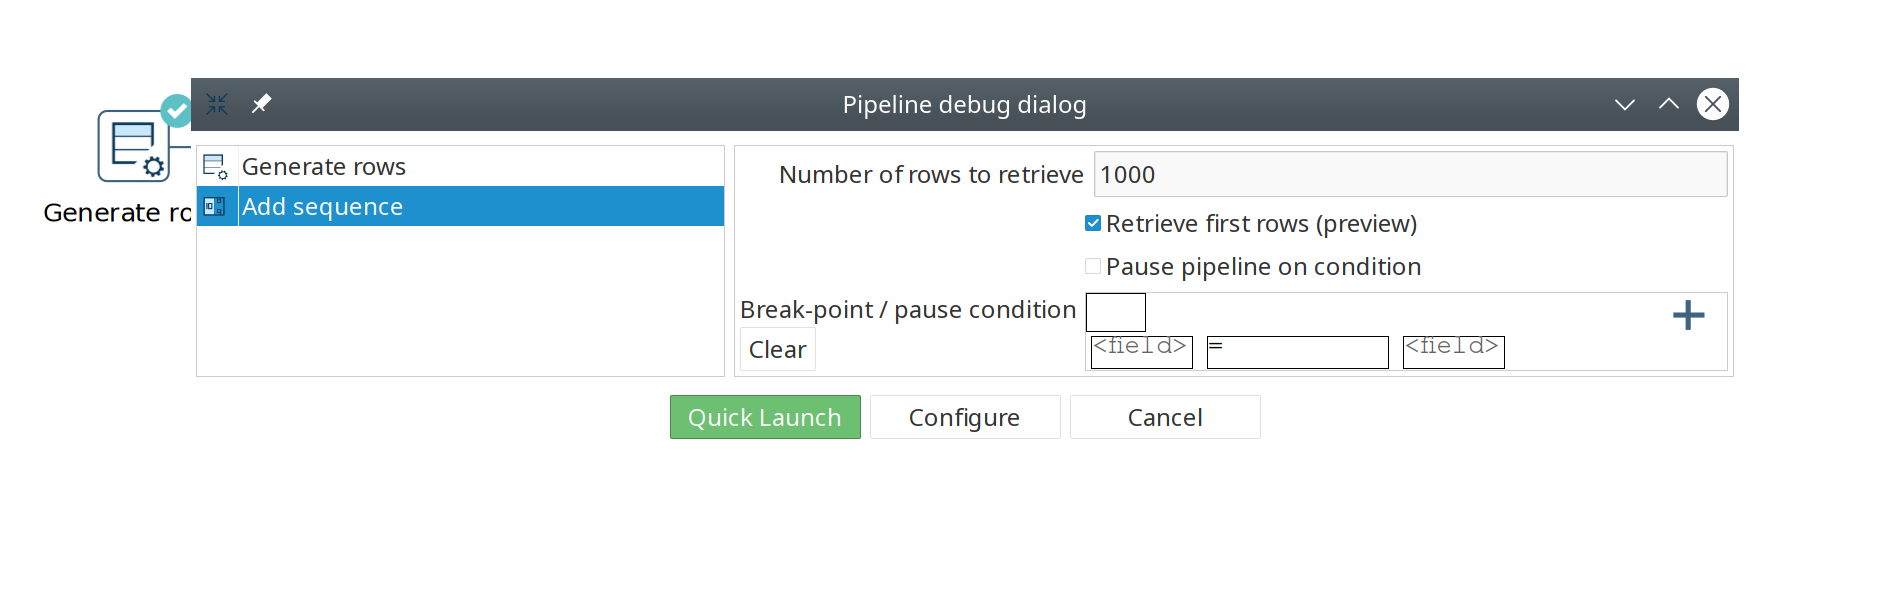 Pipeline debug dialog
Generate ro
Generate rows
Add sequence
Number of rows to retrieve 1000
Retrieve first rows (preview)
Pause pipeline on condition
Break-point / pause condition
Clear
<field> = <field>
Quick Launch Configure Cancel